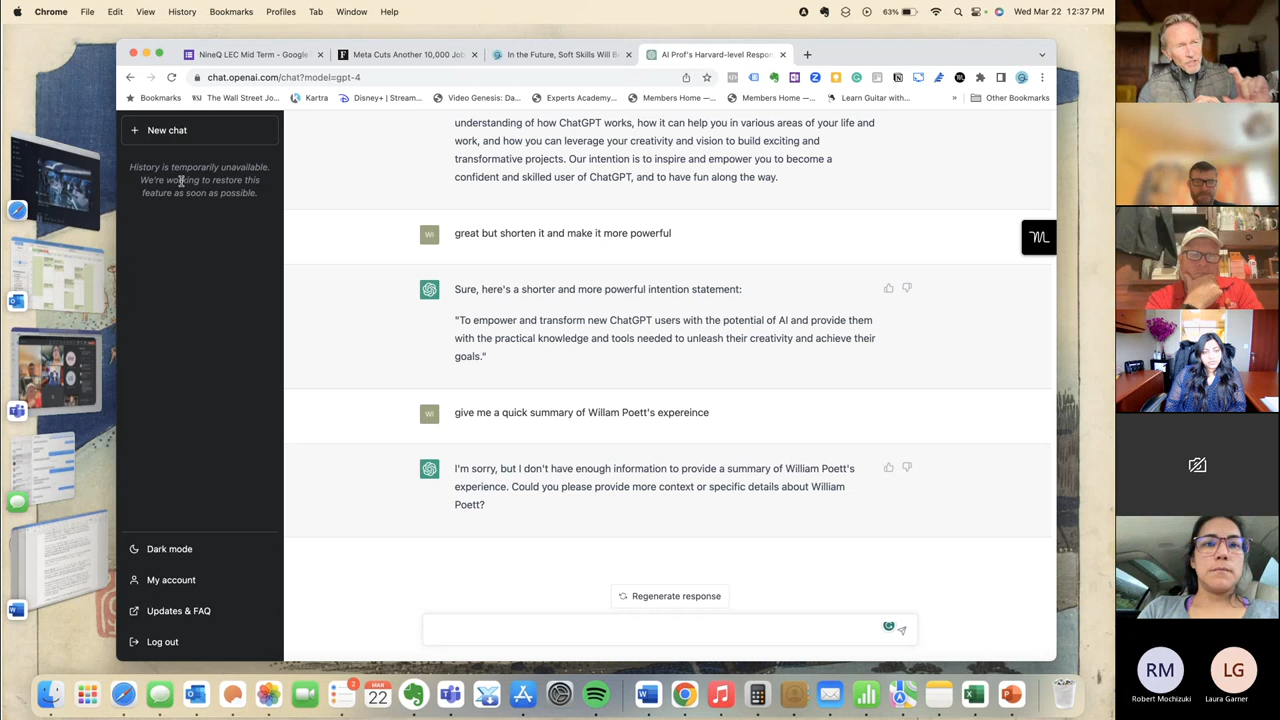 Chrome File Edit View History Bookmarks Profiles Tab Window Help 63% Wed Mar 22 12:37 PM
NineQ LEC Mid Term - Google
Meta Cuts Another 10,000 Job
In the Future, Soft Skills Will B
AI Prof's Harvard-level Respon
chat.openai.com/chat?model=gpt-4
Bookmarks
The Wall Street Jo...
Kartra
Disney+ | Stream...
Video Genesis: Da...
Experts Academy...
Members Home —...
Members Home —...
Learn Guitar with...
» Other Bookmarks
+ New chat
History is temporarily unavailable.
We're working to restore this
feature as soon as possible.
understanding of how ChatGPT works, how it can help you in various areas of your life and
work, and how you can leverage your creativity and vision to build exciting and
transformative projects. Our intention is to inspire and empower you to become a
confident and skilled user of ChatGPT, and to have fun along the way.
WI
great but shorten it and make it more powerful
Sure, here's a shorter and more powerful intention statement:
"To empower and transform new ChatGPT users with the potential of AI and provide them
with the practical knowledge and tools needed to unleash their creativity and achieve their
goals."
WI
give me a quick summary of Willam Poett's expereince
I'm sorry, but I don't have enough information to provide a summary of William Poett's
experience. Could you please provide more context or specific details about William
Poett?
Dark mode
My account
Updates & FAQ
Log out
Regenerate response
RM
Robert Mochizuki
LG
Laura Garner
2
MAR
22